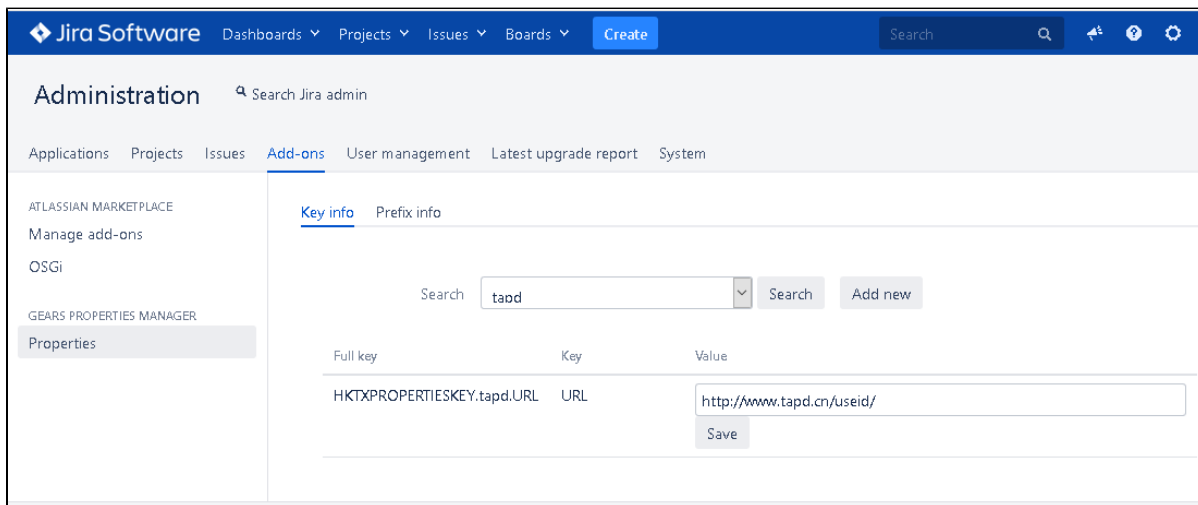 Jira Software Dashboards Projects Issues Boards Create Search
Administration Search Jira admin
Applications Projects Issues Add-ons User management Latest upgrade report System
ATLASSIAN MARKETPLACE
Manage add-ons
OSGi
GEARS PROPERTIES MANAGER
Properties
Key info Prefix info
Search tapd Search Add new
Full key Key Value
HKTXPROPERTIESKEY.tapd.URL URL http://www.tapd.cn/useid/
Save